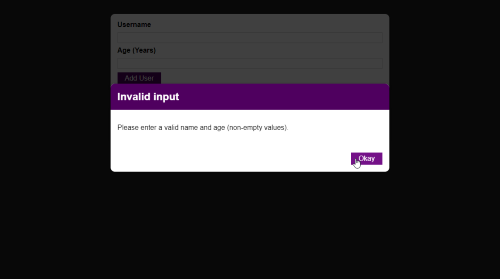 Username
Age (Years)
Add User
Invalid input
Please enter a valid name and age (non-empty values).
Okay